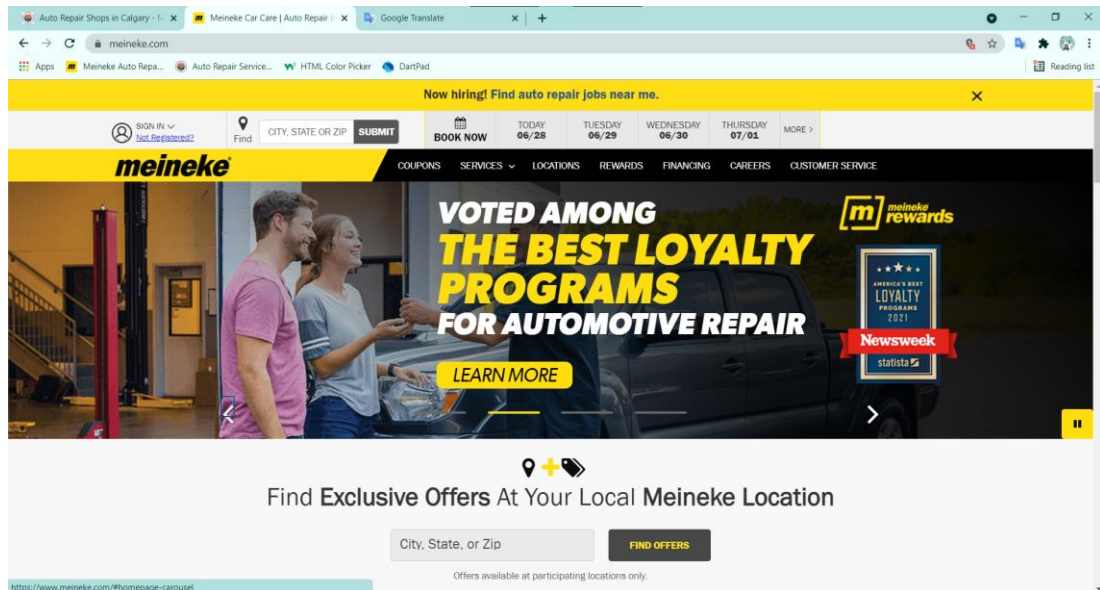 Auto Repair Shops in Calgary -
Meineke Car Care | Auto Repair
Google Translate
meineke.com
Apps
Meineke Auto Repa...
Auto Repair Service...
HTML Color Picker
DartPad
Reading list
Now hiring! Find auto repair jobs near me.
SIGN IN
Not Registered?
Find
CITY, STATE OR ZIP
SUBMIT
BOOK NOW
TODAY
06/28
TUESDAY
06/29
WEDNESDAY
06/30
THURSDAY
07/01
MORE >
meineke
COUPONS SERVICES LOCATIONS REWARDS FINANCING CAREERS CUSTOMER SERVICE
VOTED AMONG
THE BEST LOYALTY
PROGRAMS
FOR AUTOMOTIVE REPAIR
LEARN MORE
m meineke
rewards
AMERICA'S BEST
LOYALTY
PROGRAMS
2021
Newsweek
statista
Find Exclusive Offers At Your Local Meineke Location
City, State, or Zip
FIND OFFERS
Offers available at participating locations only.
https://www.meineke.com/#homepage-carousel